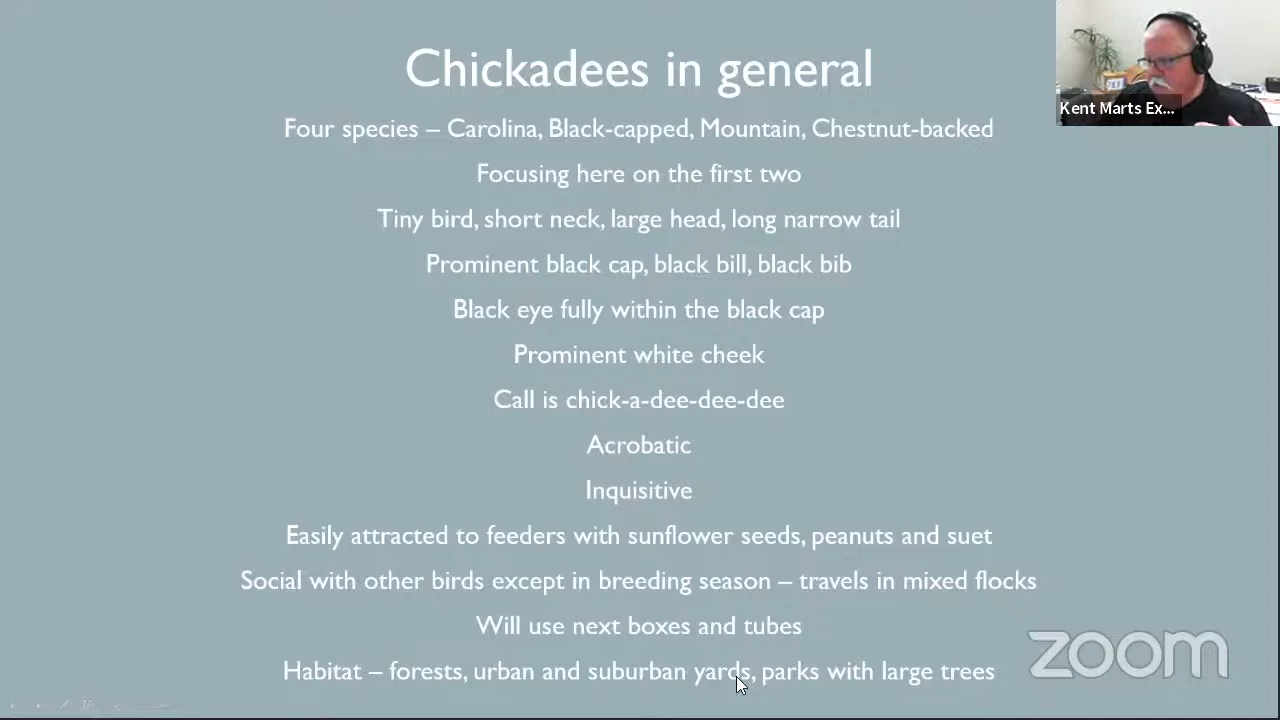 Chickadees in general
Kent Marts Ex...
Four species – Carolina, Black-capped, Mountain, Chestnut-backed
Focusing here on the first two
Tiny bird, short neck, large head, long narrow tail
Prominent black cap, black bill, black bib
Black eye fully within the black cap
Prominent white cheek
Call is chick-a-dee-dee-dee
Acrobatic
Inquisitive
Easily attracted to feeders with sunflower seeds, peanuts and suet
Social with other birds except in breeding season – travels in mixed flocks
Will use next boxes and tubes
Habitat – forests, urban and suburban yards, parks with large trees
zoom